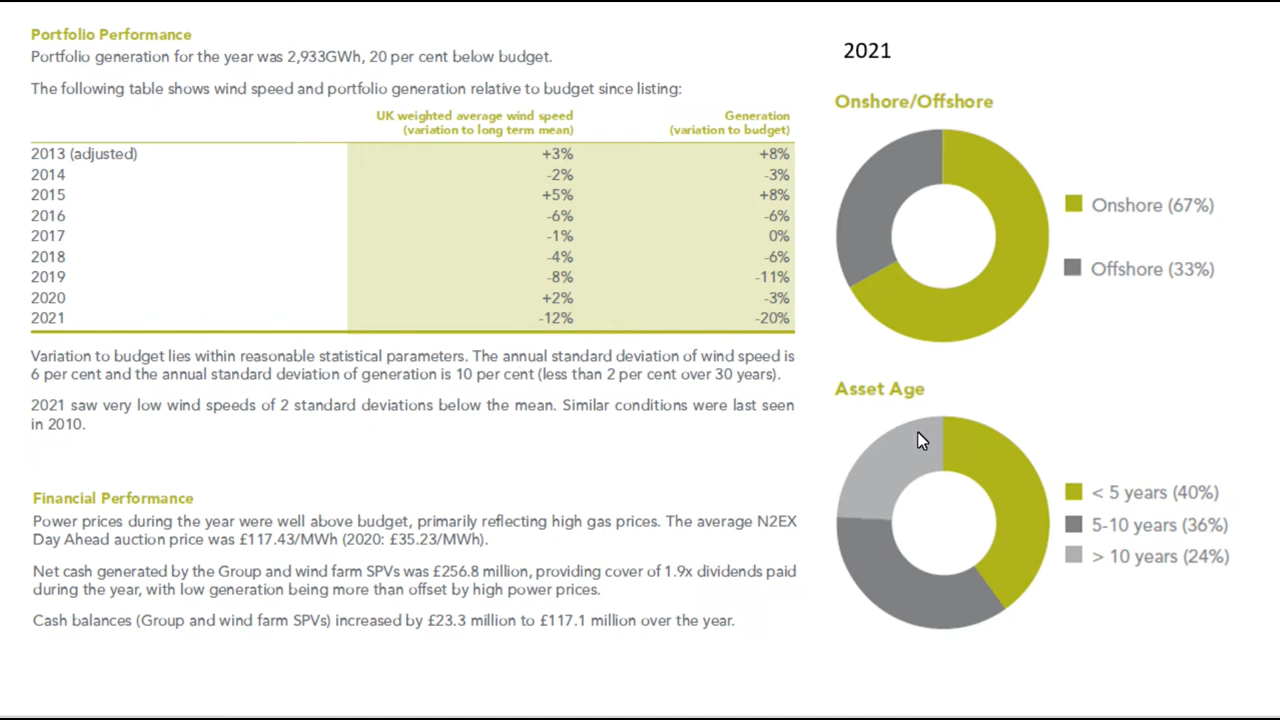 Portfolio Performance
Portfolio generation for the year was 2,933GWh, 20 per cent below budget.
The following table shows wind speed and portfolio generation relative to budget since listing:
UK weighted average wind speed Generation
(variation to long term mean) (variation to budget)
2013 (adjusted) +3% +8%
2014 -2% -3%
2015 +5% +8%
2016 -6% -6%
2017 -1% 0%
2018 -4% -6%
2019 -8% -11%
2020 +2% -3%
2021 -12% -20%
Variation to budget lies within reasonable statistical parameters. The annual standard deviation of wind speed is
6 per cent and the annual standard deviation of generation is 10 per cent (less than 2 per cent over 30 years).
2021 saw very low wind speeds of 2 standard deviations below the mean. Similar conditions were last seen
in 2010.
Financial Performance
Power prices during the year were well above budget, primarily reflecting high gas prices. The average N2EX
Day Ahead auction price was £117.43/MWh (2020: £35.23/MWh).
Net cash generated by the Group and wind farm SPVs was £256.8 million, providing cover of 1.9x dividends paid
during the year, with low generation being more than offset by high power prices.
Cash balances (Group and wind farm SPVs) increased by £23.3 million to £117.1 million over the year.
2021
Onshore/Offshore
Onshore (67%)
Offshore (33%)
Asset Age
< 5 years (40%)
5-10 years (36%)
> 10 years (24%)